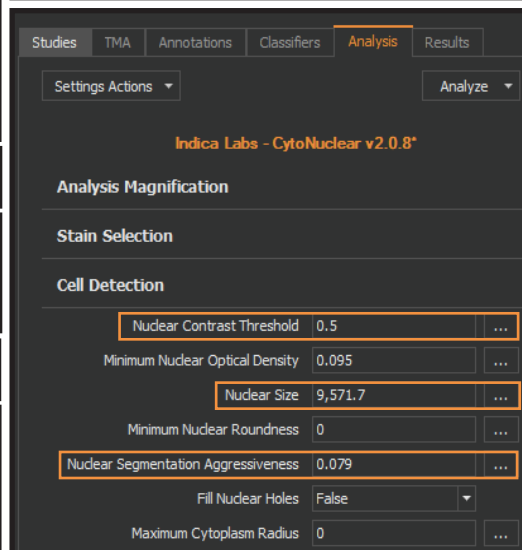 Studies TMA Annotations Classifiers Analysis Results
Settings Actions Analyze
Indica Labs - CytoNuclear v2.0.8*
Analysis Magnification
Stain Selection
Cell Detection
Nuclear Contrast Threshold 0.5 ...
Minimum Nuclear Optical Density 0.095 ...
Nuclear Size 9,571.7 ...
Minimum Nuclear Roundness 0 ...
Nuclear Segmentation Aggressiveness 0.079 ...
Fill Nuclear Holes False
Maximum Cytoplasm Radius 0 ...